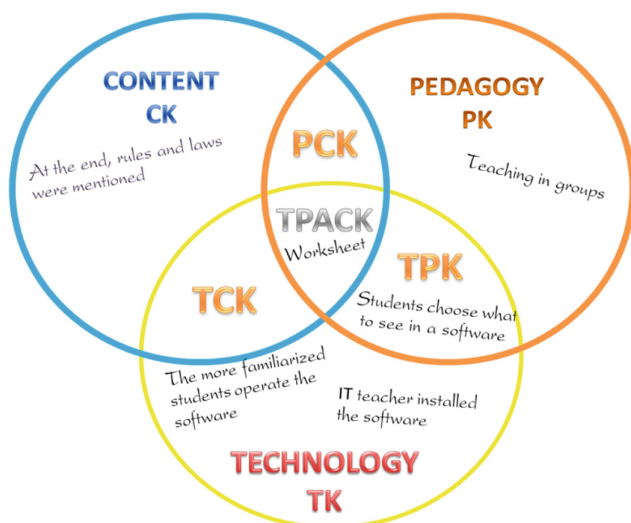 CONTENT
CK
At the end, rules and laws
were mentioned
PEDAGOGY
PK
Teaching in groups
PCK
TPACK
Worksheet
TCK
TPK
Students choose what
to see in a software
The more familiarized
students operate the
software
IT teacher installed
the software
TECHNOLOGY
TK